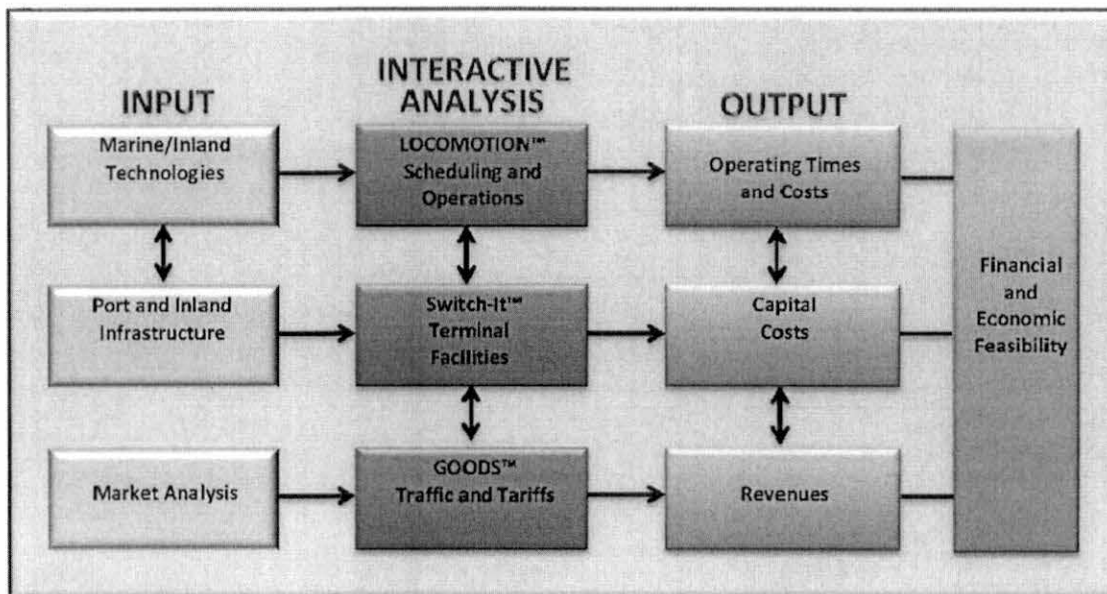 INPUT
INTERACTIVE
ANALYSIS
OUTPUT
Marine/Inland
Technologies
LOCOMOTION™
Scheduling and
Operations
Operating Times
and Costs
Port and Inland
Infrastructure
Switch-It™
Terminal
Facilities
Capital
Costs
Financial
and
Economic
Feasibility
Market Analysis
GOODS™
Traffic and Tariffs
Revenues